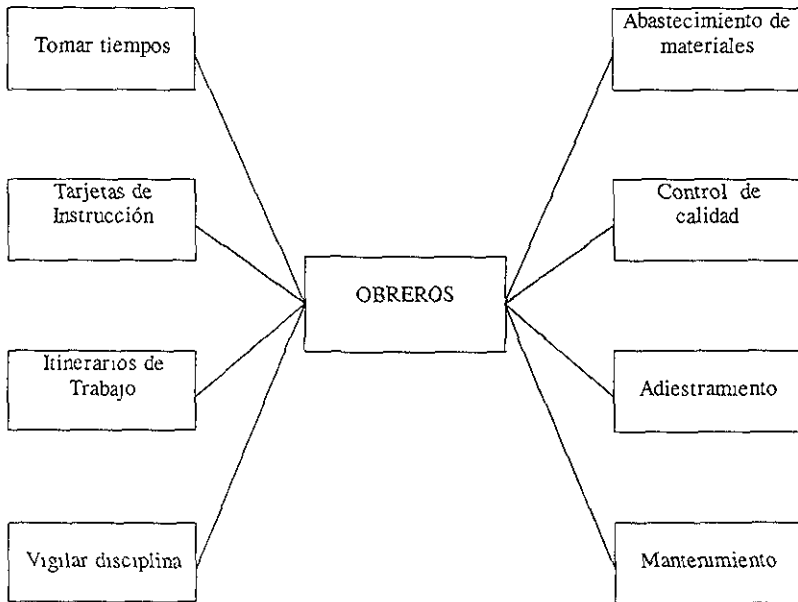 Tomar tiempos
Abastecimiento de
materiales
Tarjetas de
Instrucción
Control de
calidad
OBREROS
Itinerarios de
Trabajo
Adiestramiento
Vigilar disciplina
Mantenimiento